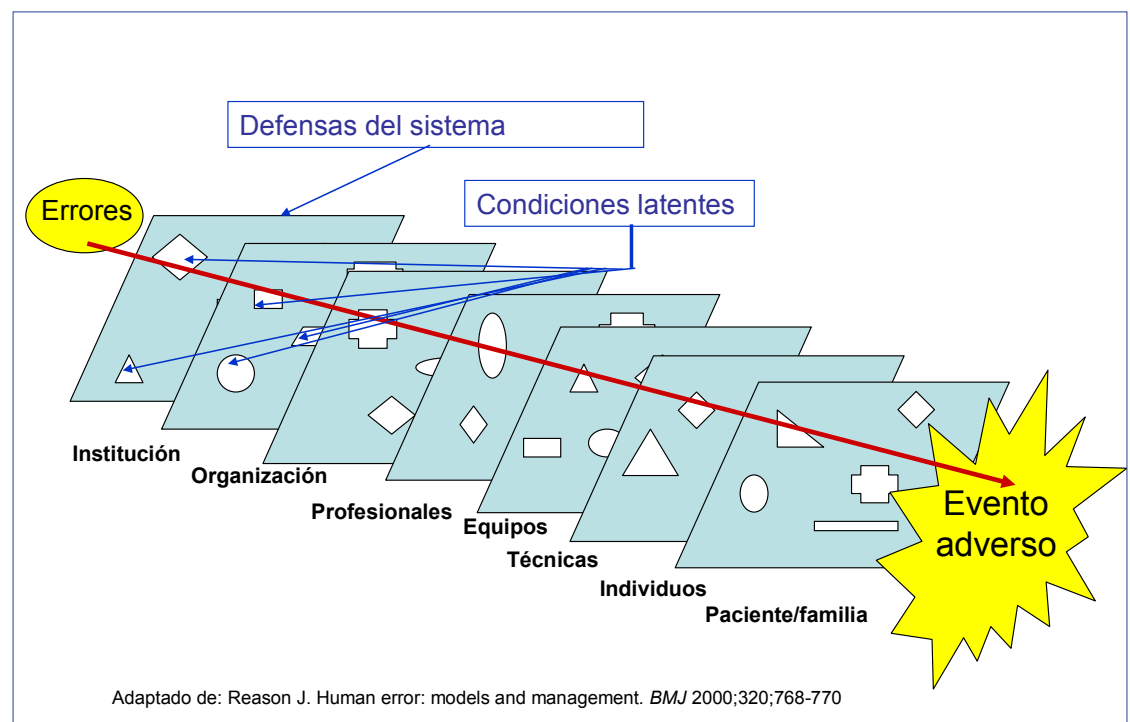 Defensas del sistema
Errores
Condiciones latentes
Institución
Organización
Profesionales
Equipos
Técnicas
Individuos
Paciente/familia
Evento
adverso
Adaptado de: Reason J. Human error: models and management. BMJ 2000;320;768-770